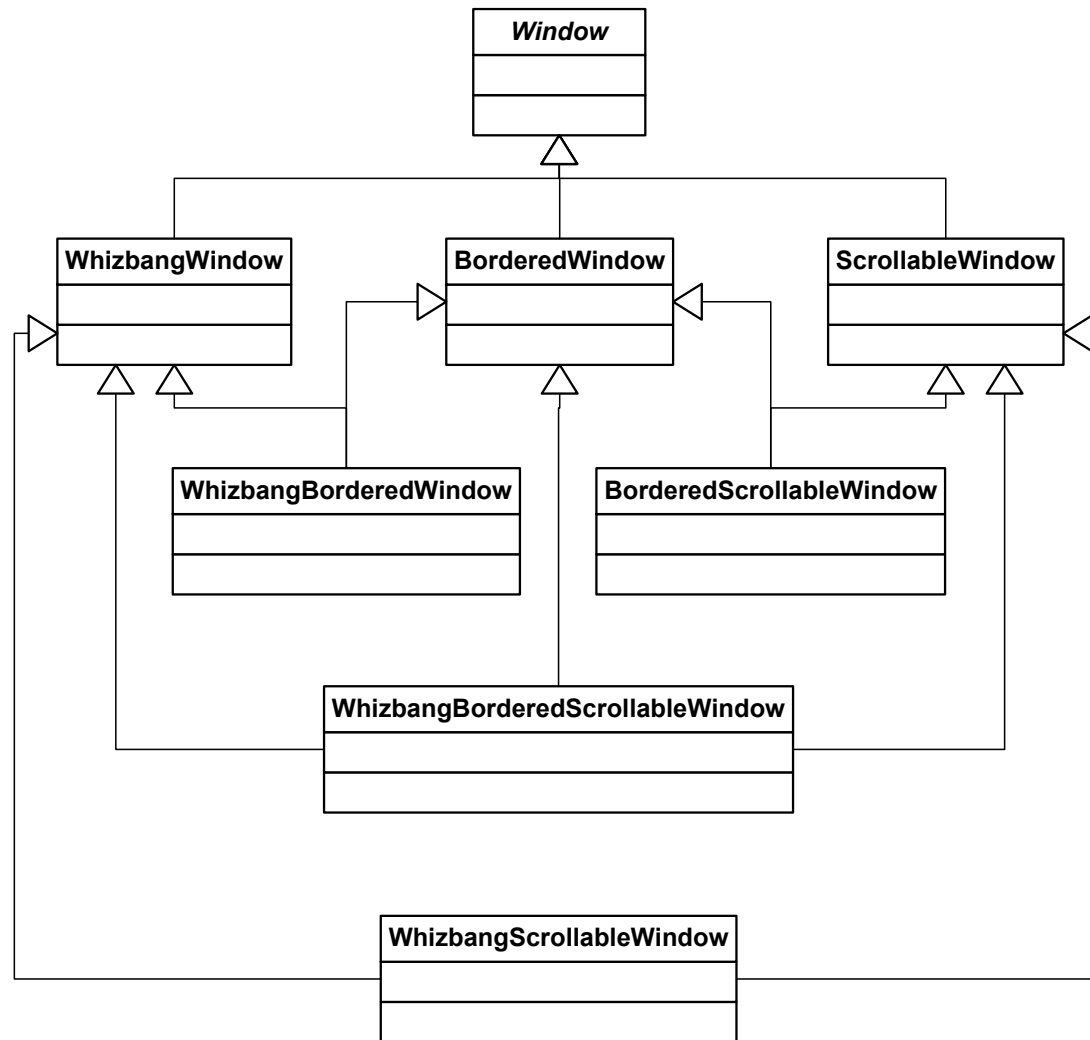 Window
WhizbangWindow
BorderedWindow
ScrollableWindow
WhizbangBorderedWindow
BorderedScrollableWindow
WhizbangBorderedScrollableWindow
WhizbangScrollableWindow